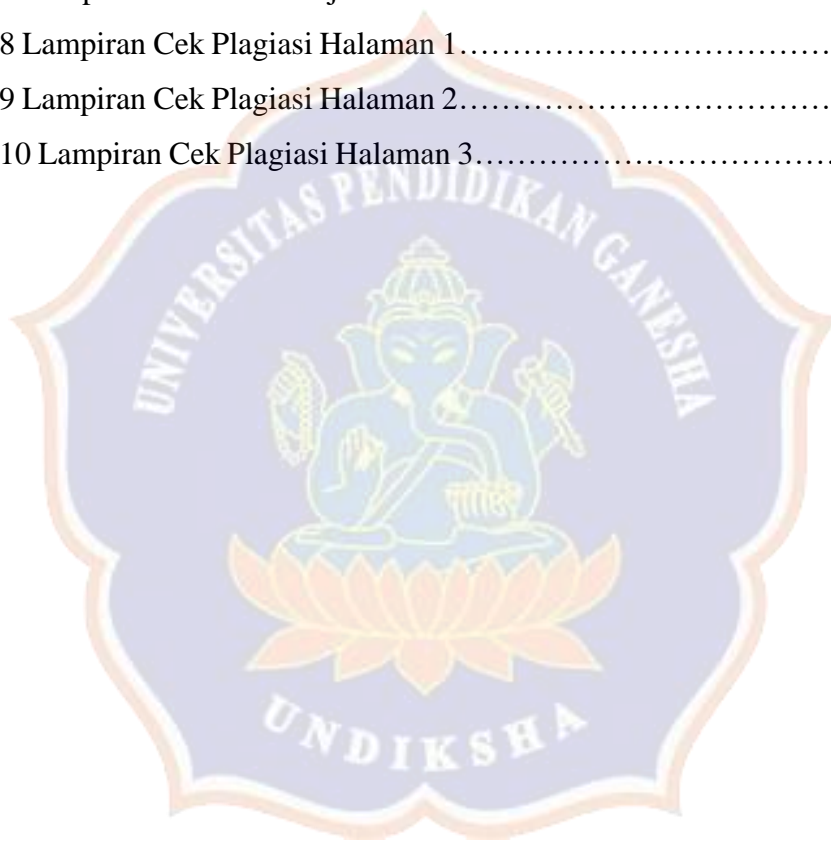 8 Lampiran Cek Plagiasi Halaman 1…………………………………
9 Lampiran Cek Plagiasi Halaman 2…………………………………
10 Lampiran Cek Plagiasi Halaman 3…………………………………
UNIVERSITAS PENDIDIKAN GANESHA
UNDIKSHA